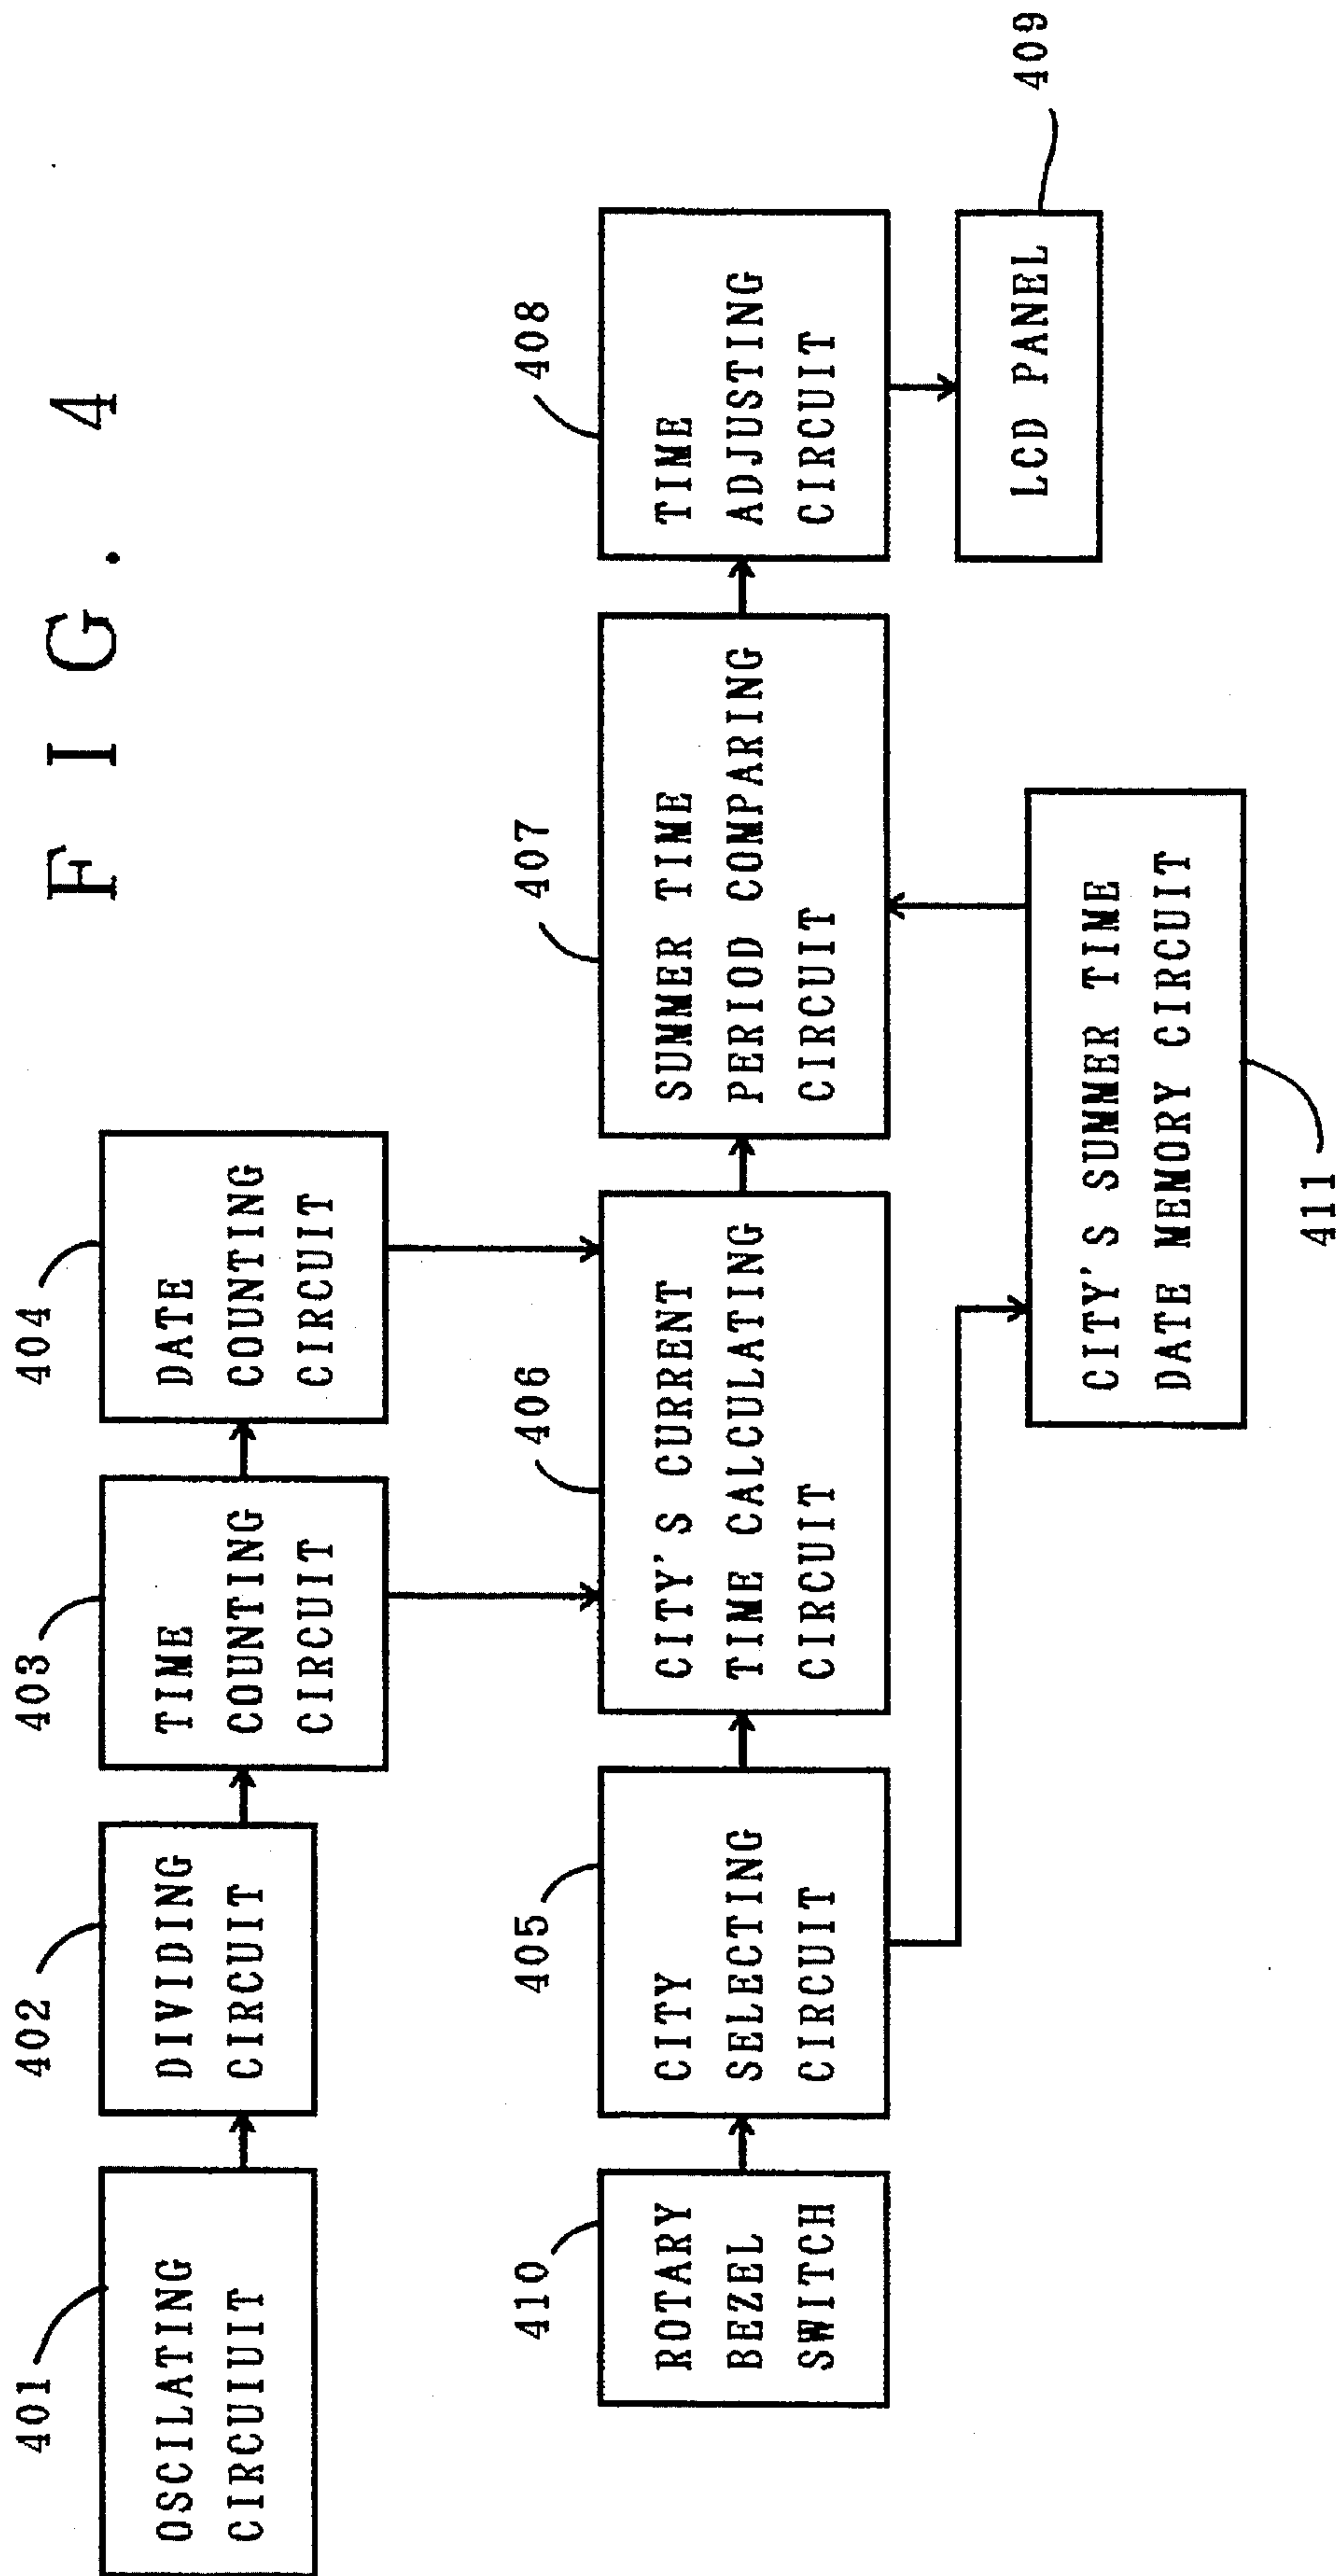 FIG. 4
401
OSCILATING
CIRCUIUIT
402
DIVIDING
CIRCUIT
403
TIME
COUNTING
CIRCUIT
404
DATE
COUNTING
CIRCUIT
410
ROTARY
BEZEL
SWITCH
405
CITY
SELECTING
CIRCUIT
406
CITY'S CURRENT
TIME CALCULATING
CIRCUIT
407
SUMMER TIME
PERIOD COMPARING
CIRCUIT
408
TIME
ADJUSTING
CIRCUIT
LCD PANEL
409
CITY'S SUMMER TIME
DATE MEMORY CIRCUIT
411